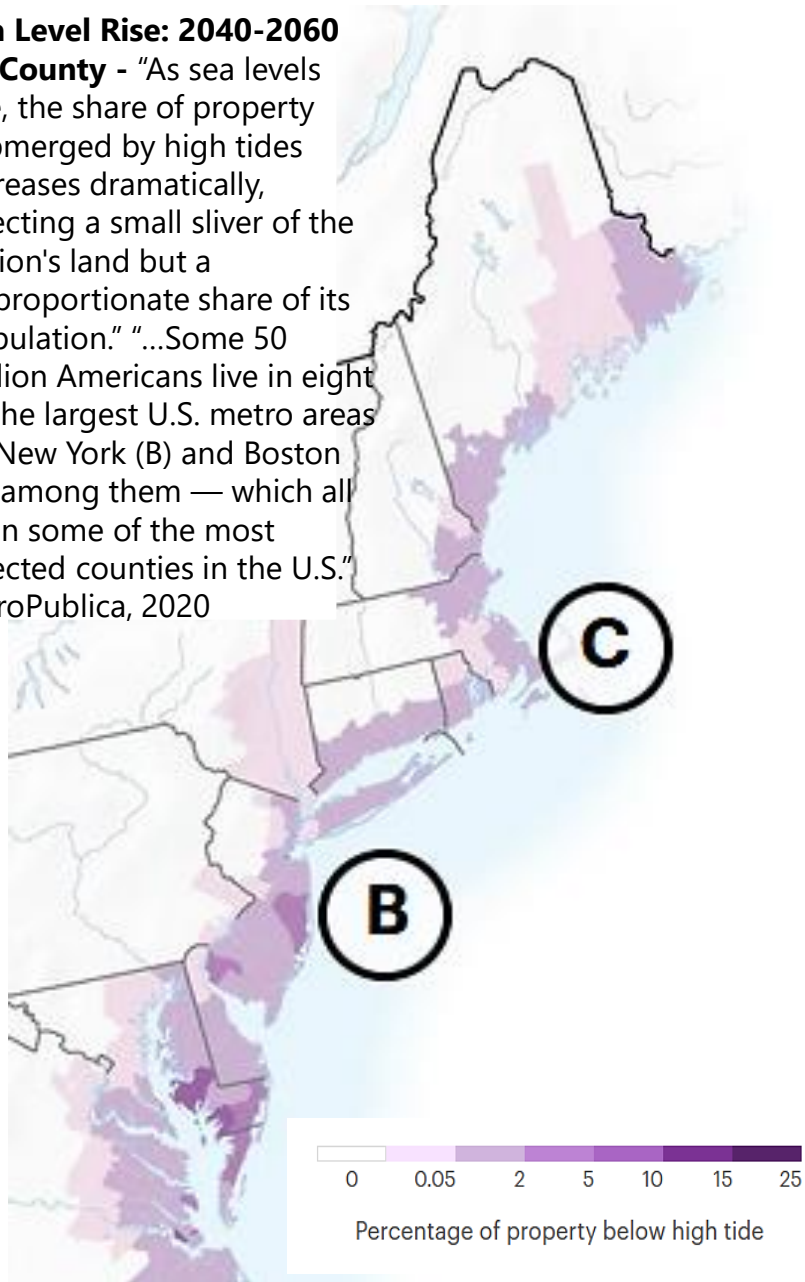 Level Rise: 2040-2060
County - “As sea levels
, the share of property
merged by high tides
reases dramatically,
ecting a small sliver of the
ion's land but a
proportionate share of its
pulation.” “...Some 50
lion Americans live in eight
he largest U.S. metro areas
New York (B) and Boston
among them — which all
n some of the most
ected counties in the U.S.”
roPublica, 2020
C
B
0 0.05 2 5 10 15 25
Percentage of property below high tide